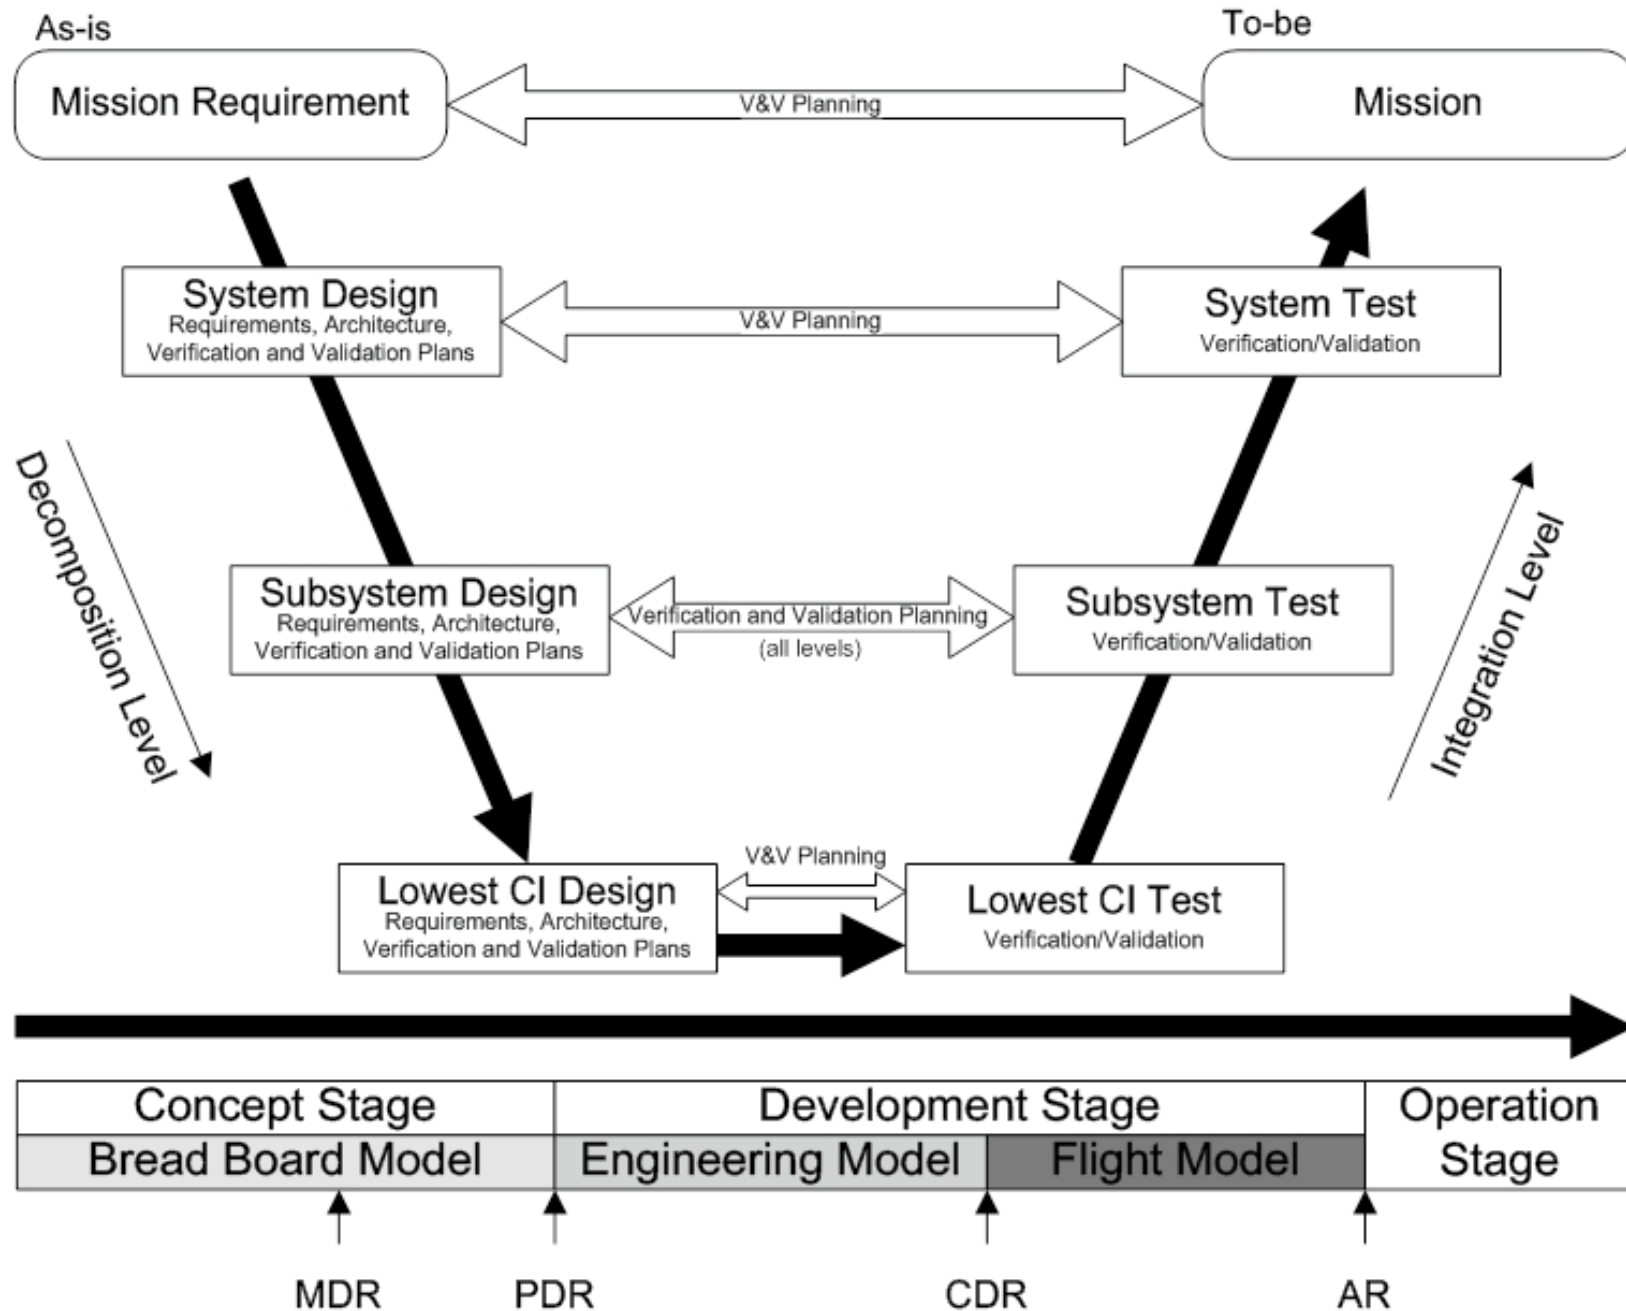 As-is
To-be
Mission Requirement
V&V Planning
Mission
System Design
Requirements, Architecture,
Verification and Validation Plans
V&V Planning
System Test
Verification/Validation
Decomposition Level
Integration Level
Subsystem Design
Requirements, Architecture,
Verification and Validation Plans
Verification and Validation Planning
(all levels)
Subsystem Test
Verification/Validation
V&V Planning
Lowest CI Design
Requirements, Architecture,
Verification and Validation Plans
Lowest CI Test
Verification/Validation
Concept Stage
Development Stage
Operation
Stage
Bread Board Model
Engineering Model
Flight Model
MDR
PDR
CDR
AR